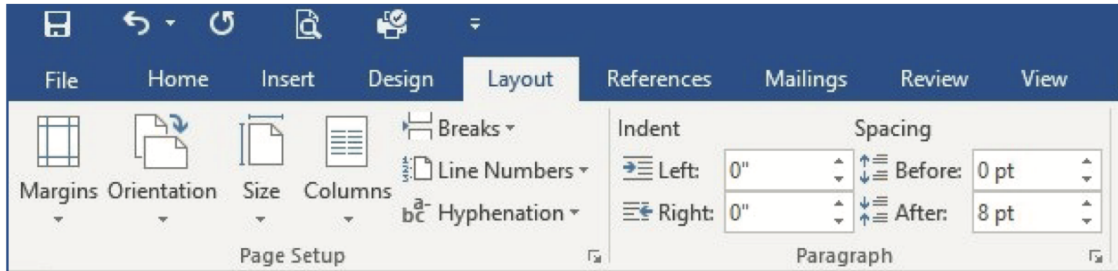 File Home Insert Design Layout References Mailings Review View
Indent Spacing
Breaks
Line Numbers
Hyphenation
Left: 0" Before: 0 pt
Right: 0" After: 8 pt
Margins Orientation Size Columns
Page Setup Paragraph